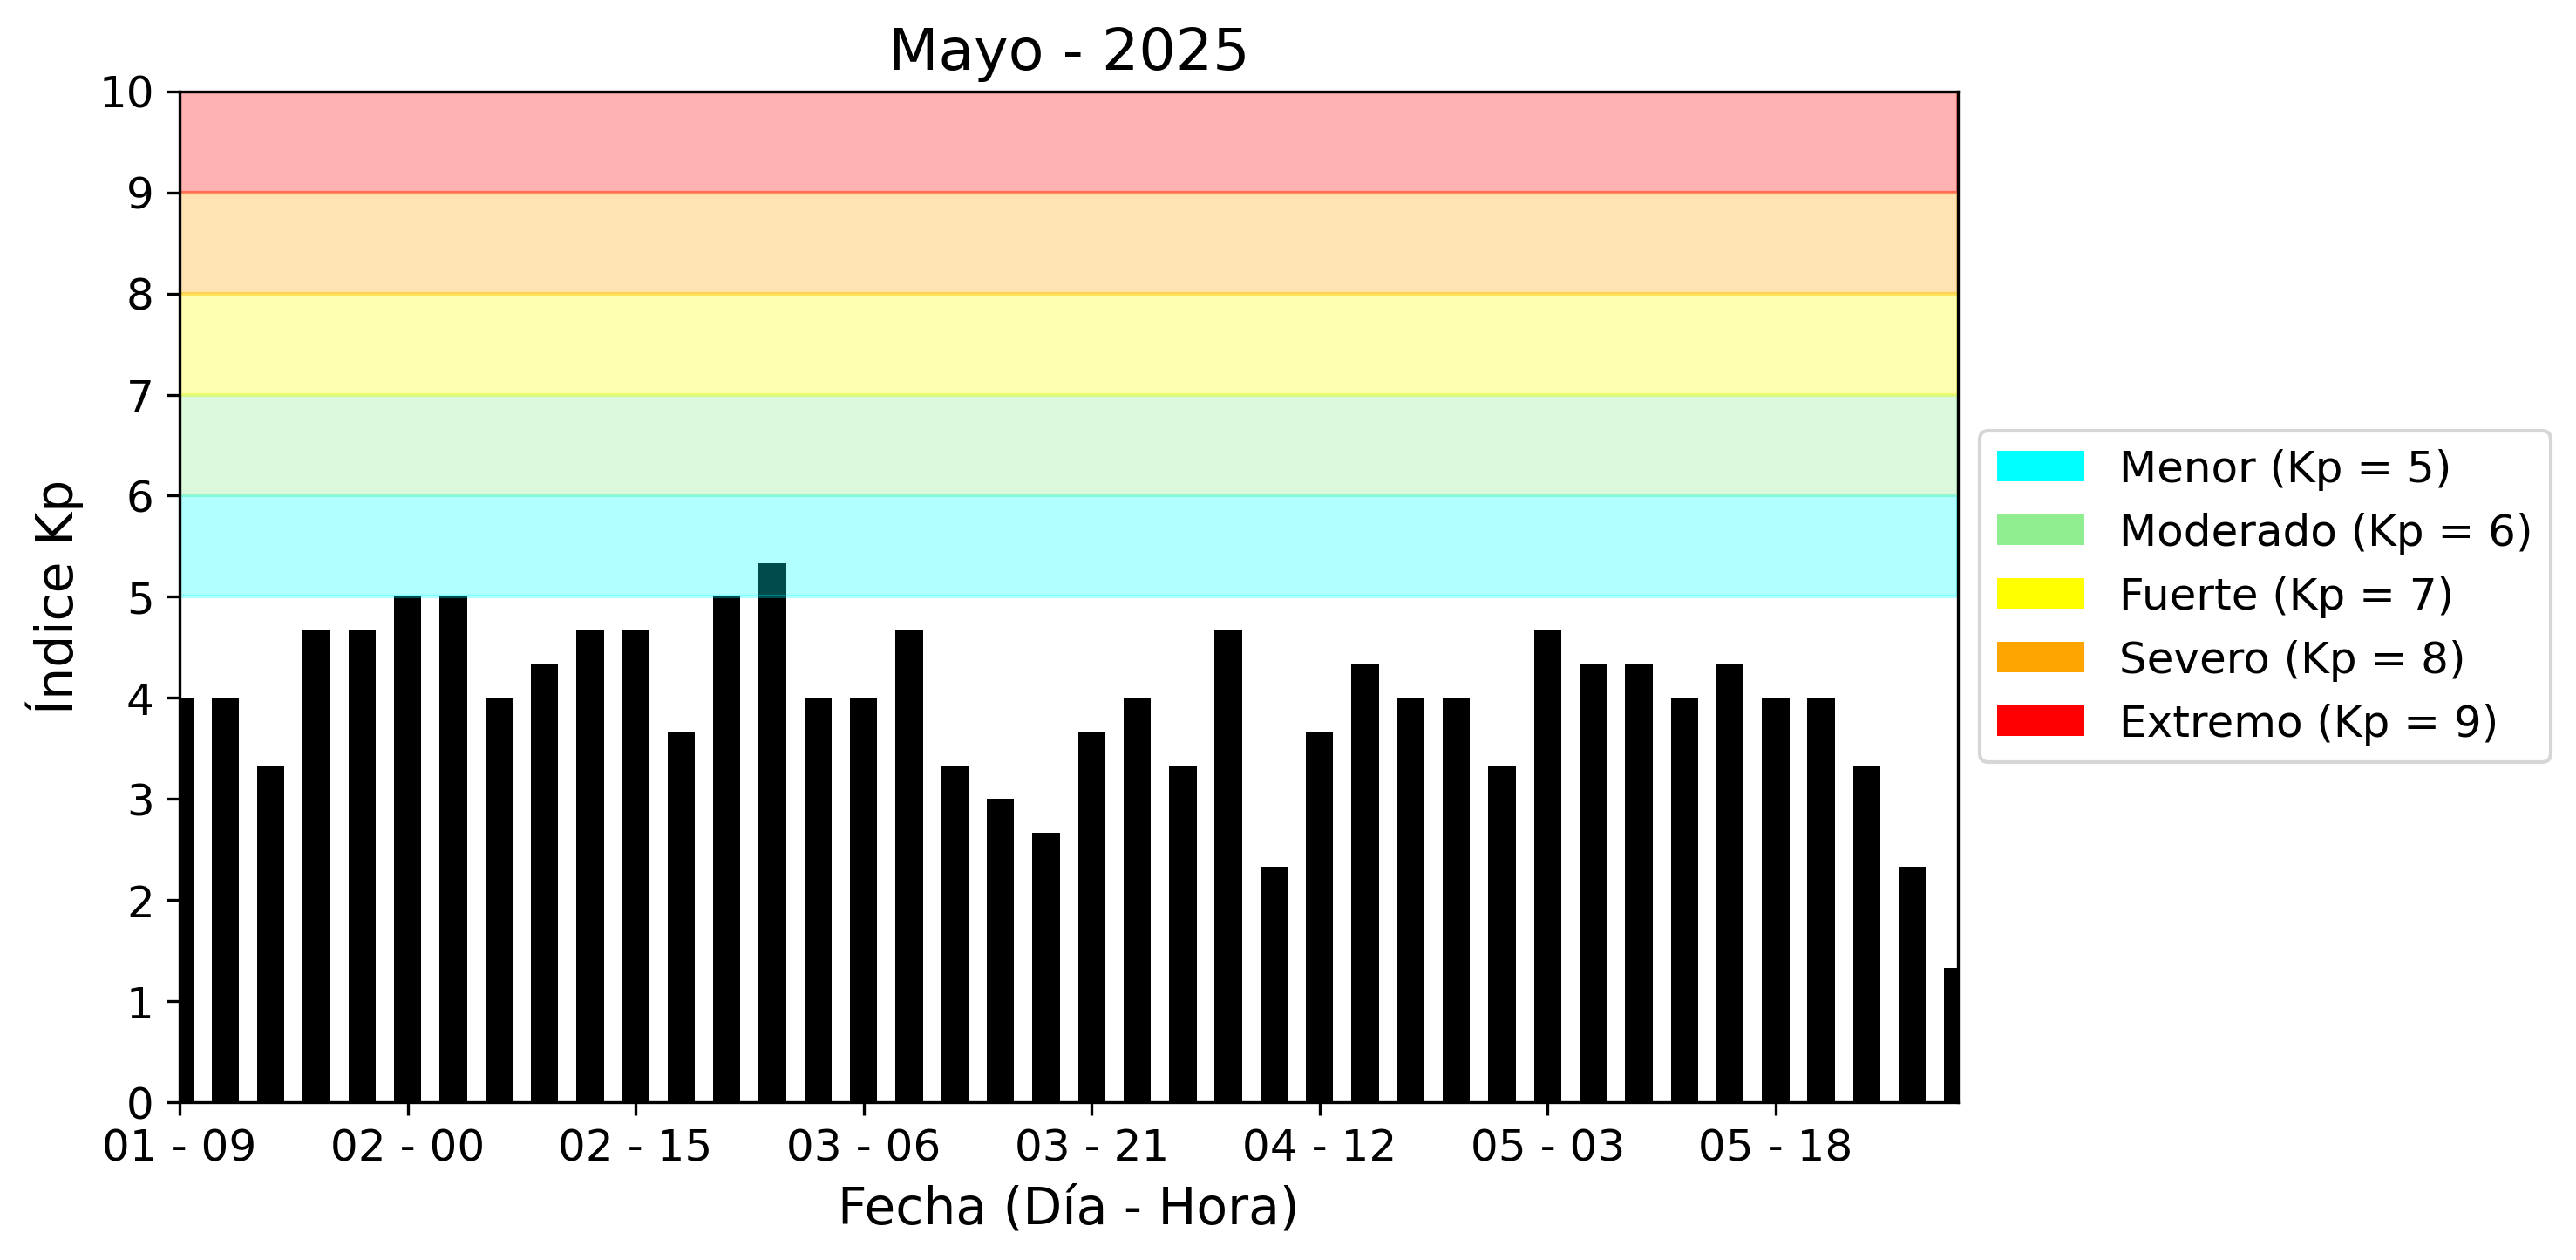 Mayo - 2025
10
9
8
7
6
5
4
3
2
1
0
Índice Kp
01 - 09
02 - 00
02 - 15
03 - 06
03 - 21
04 - 12
05 - 03
05 - 18
Fecha (Día - Hora)
Menor (Kp = 5)
Moderado (Kp = 6)
Fuerte (Kp = 7)
Severo (Kp = 8)
Extremo (Kp = 9)